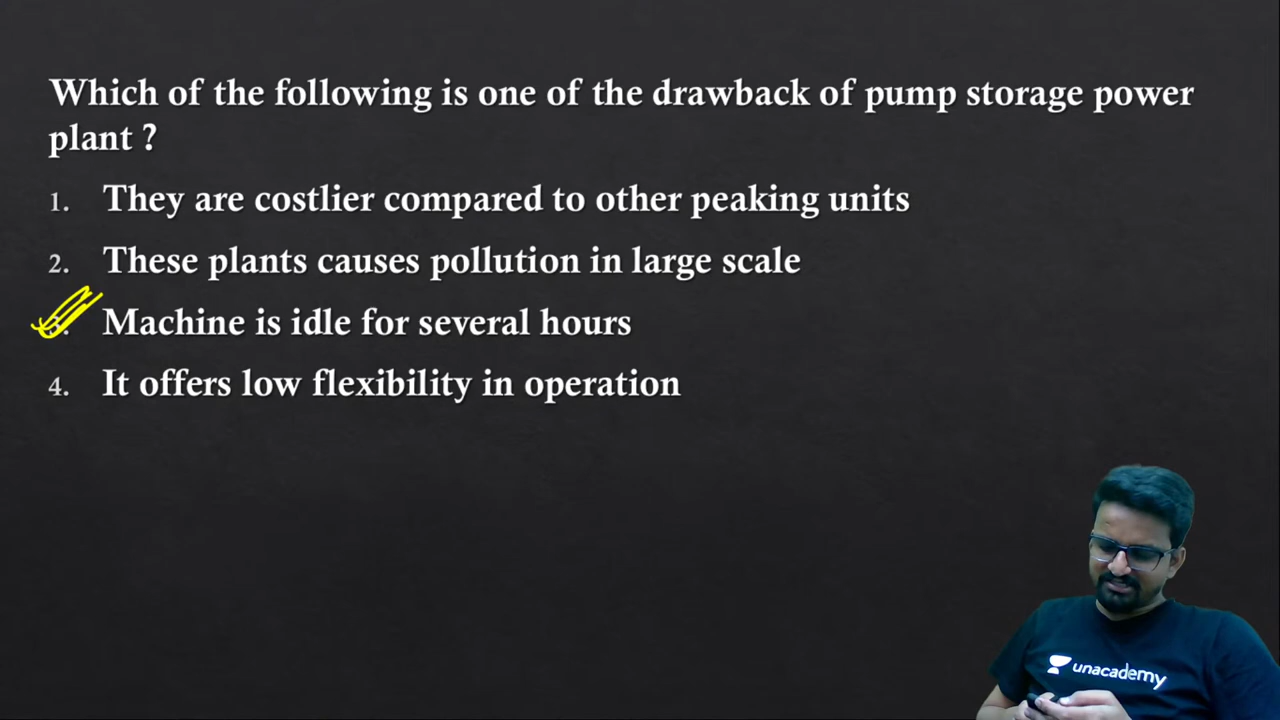 Which of the following is one of the drawback of pump storage power
plant ?
1. They are costlier compared to other peaking units
2. These plants causes pollution in large scale
3. Machine is idle for several hours
4. It offers low flexibility in operation
unacademy